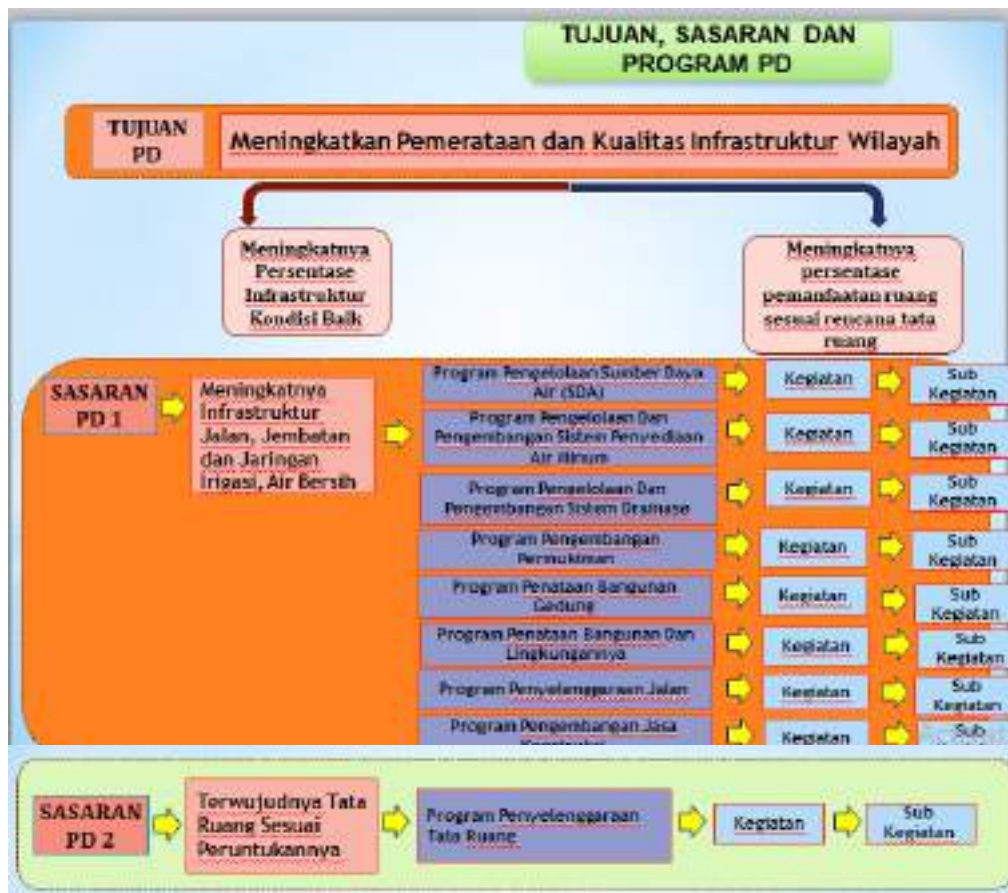 TUJUAN, SASARAN DAN
PROGRAM PD
TUJUAN
PD
Meningkatkan Pemerataan dan Kualitas Infrastruktur Wilayah
Meningkatnya
Persentase
Infrastruktur
Kondisi Baik
Meningkatnya
persentase
pemanfaatan ruang
sesuai rencana tata
ruang
SASARAN
PD 1
Meningkatnya
Infrastruktur
Jalan, Jembatan
dan Jaringan
Irigasi, Air Bersih
Program Pengelolaan Sumber Daya
Air (SDA)
Kegiatan
Sub
Kegiatan
Program Pengelolaan Dan
Pengembangan Sistem Penyediaan
Air Minum
Kegiatan
Sub
Kegiatan
Program Pengelolaan Dan
Pengembangan Sistem Drainase
Kegiatan
Sub
Kegiatan
Program Pengembangan
Permukiman
Kegiatan
Sub
Kegiatan
Program Penataan Bangunan
Gedung
Kegiatan
Sub
Kegiatan
Program Penataan Bangunan Dan
Lingkungannya
Kegiatan
Sub
Kegiatan
Program Penyelenggaraan Jalan
Kegiatan
Sub
Kegiatan
Program Pengembangan Jasa
Kegiatan
Sub
SASARAN
PD 2
Terwujudnya Tata
Ruang Sesuai
Peruntukannya
Program Penyelenggaraan
Tata Ruang
Kegiatan
Sub
Kegiatan